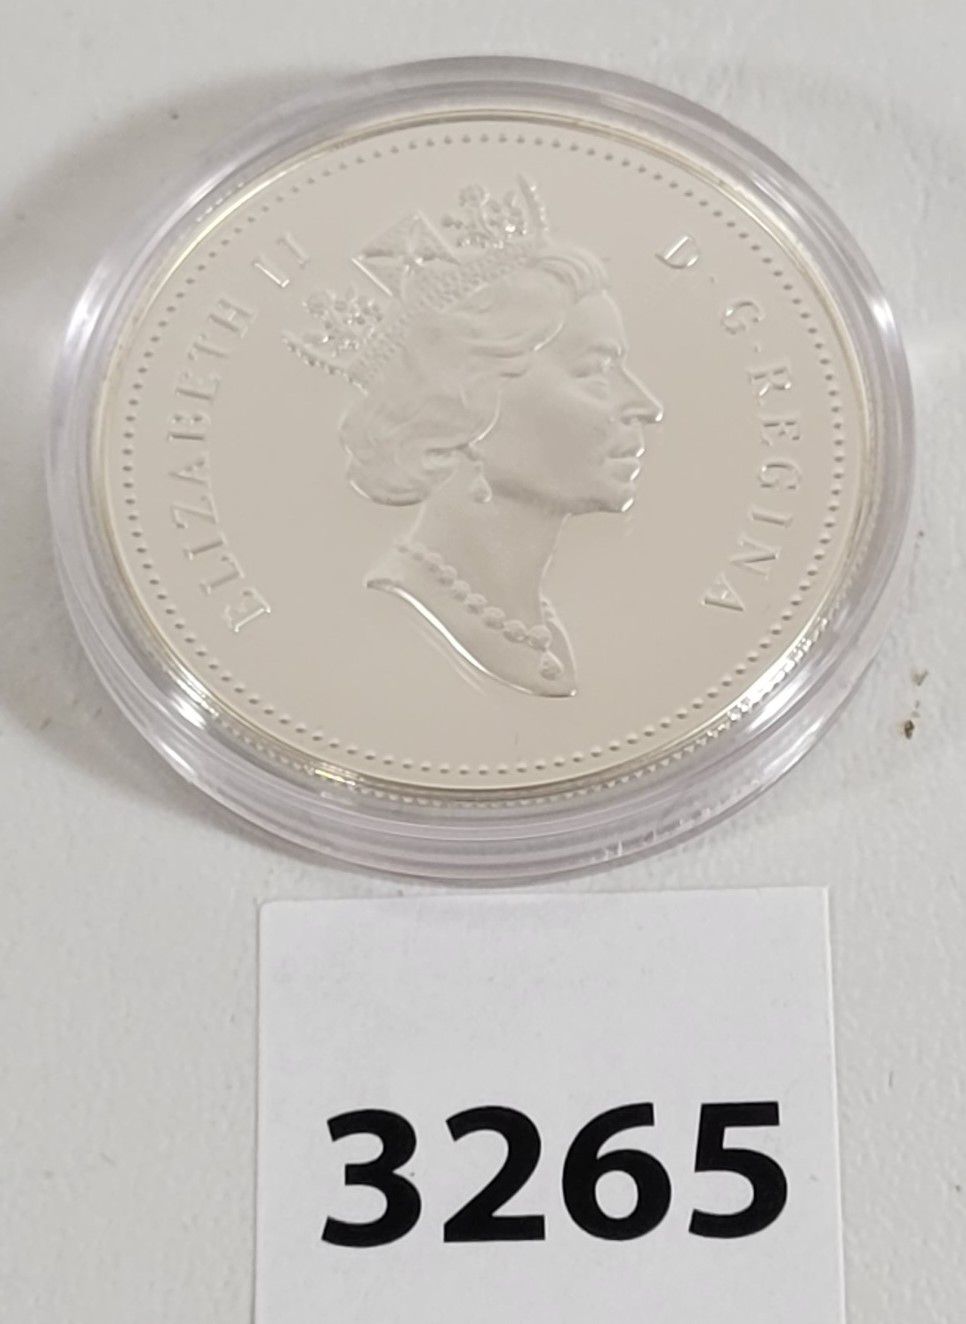 ELIZABETH II
D·G·REGINA
3265